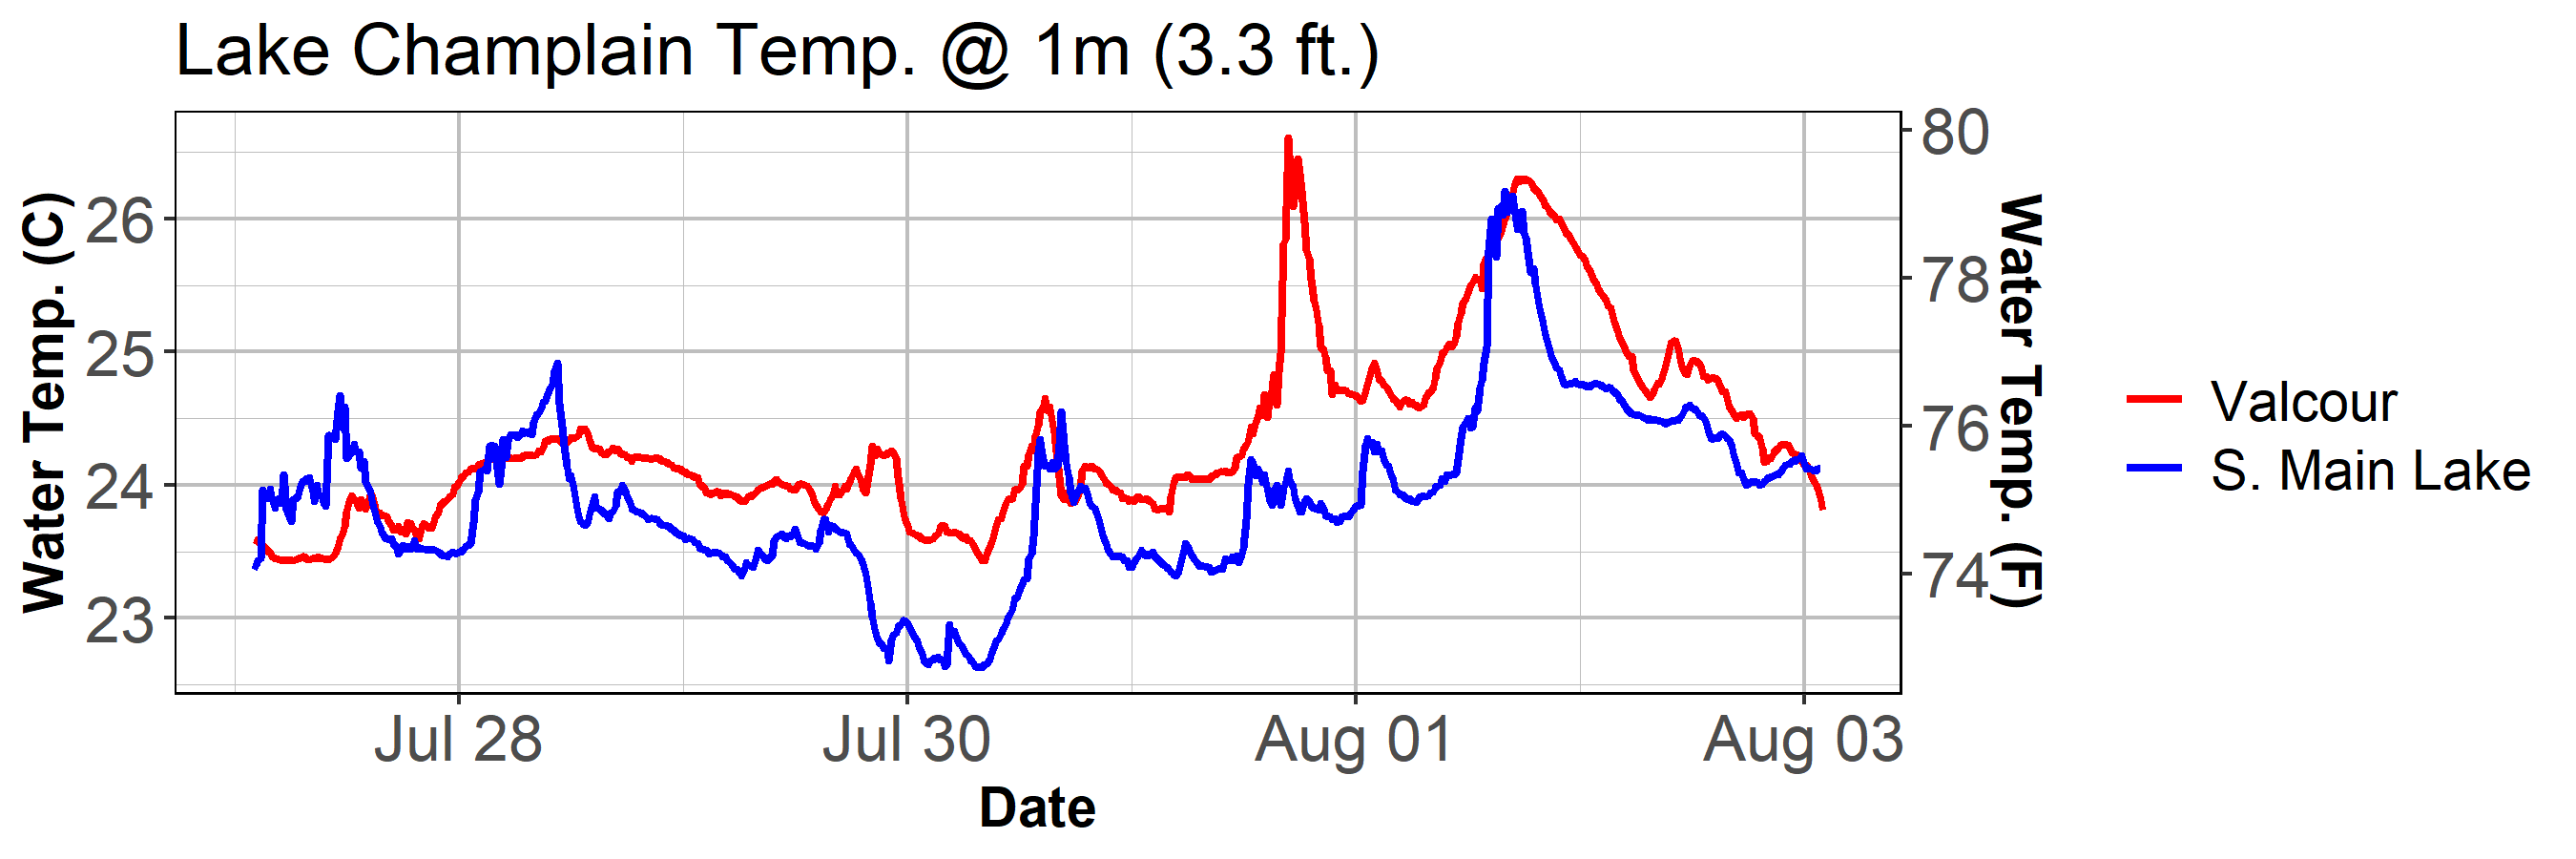 Lake Champlain Temp. @ 1m (3.3 ft.)
Water Temp. (C)
26
25
24
23
80
78
76
74
Water Temp. (F)
Jul 28
Jul 30
Aug 01
Aug 03
Date
Valcour
S. Main Lake